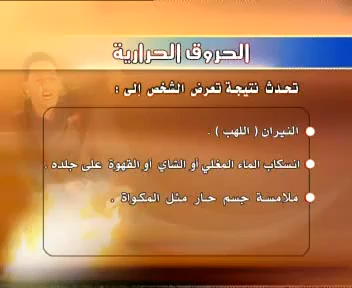 الحروق الحرارية
تحدث نتيجة تعرض الشخص الى :
النيران ( اللهب ) .
انسكاب الماء المغلي أو الشاي او القهوة على جلده .
ملامسة جسم حار مثل المكواة .